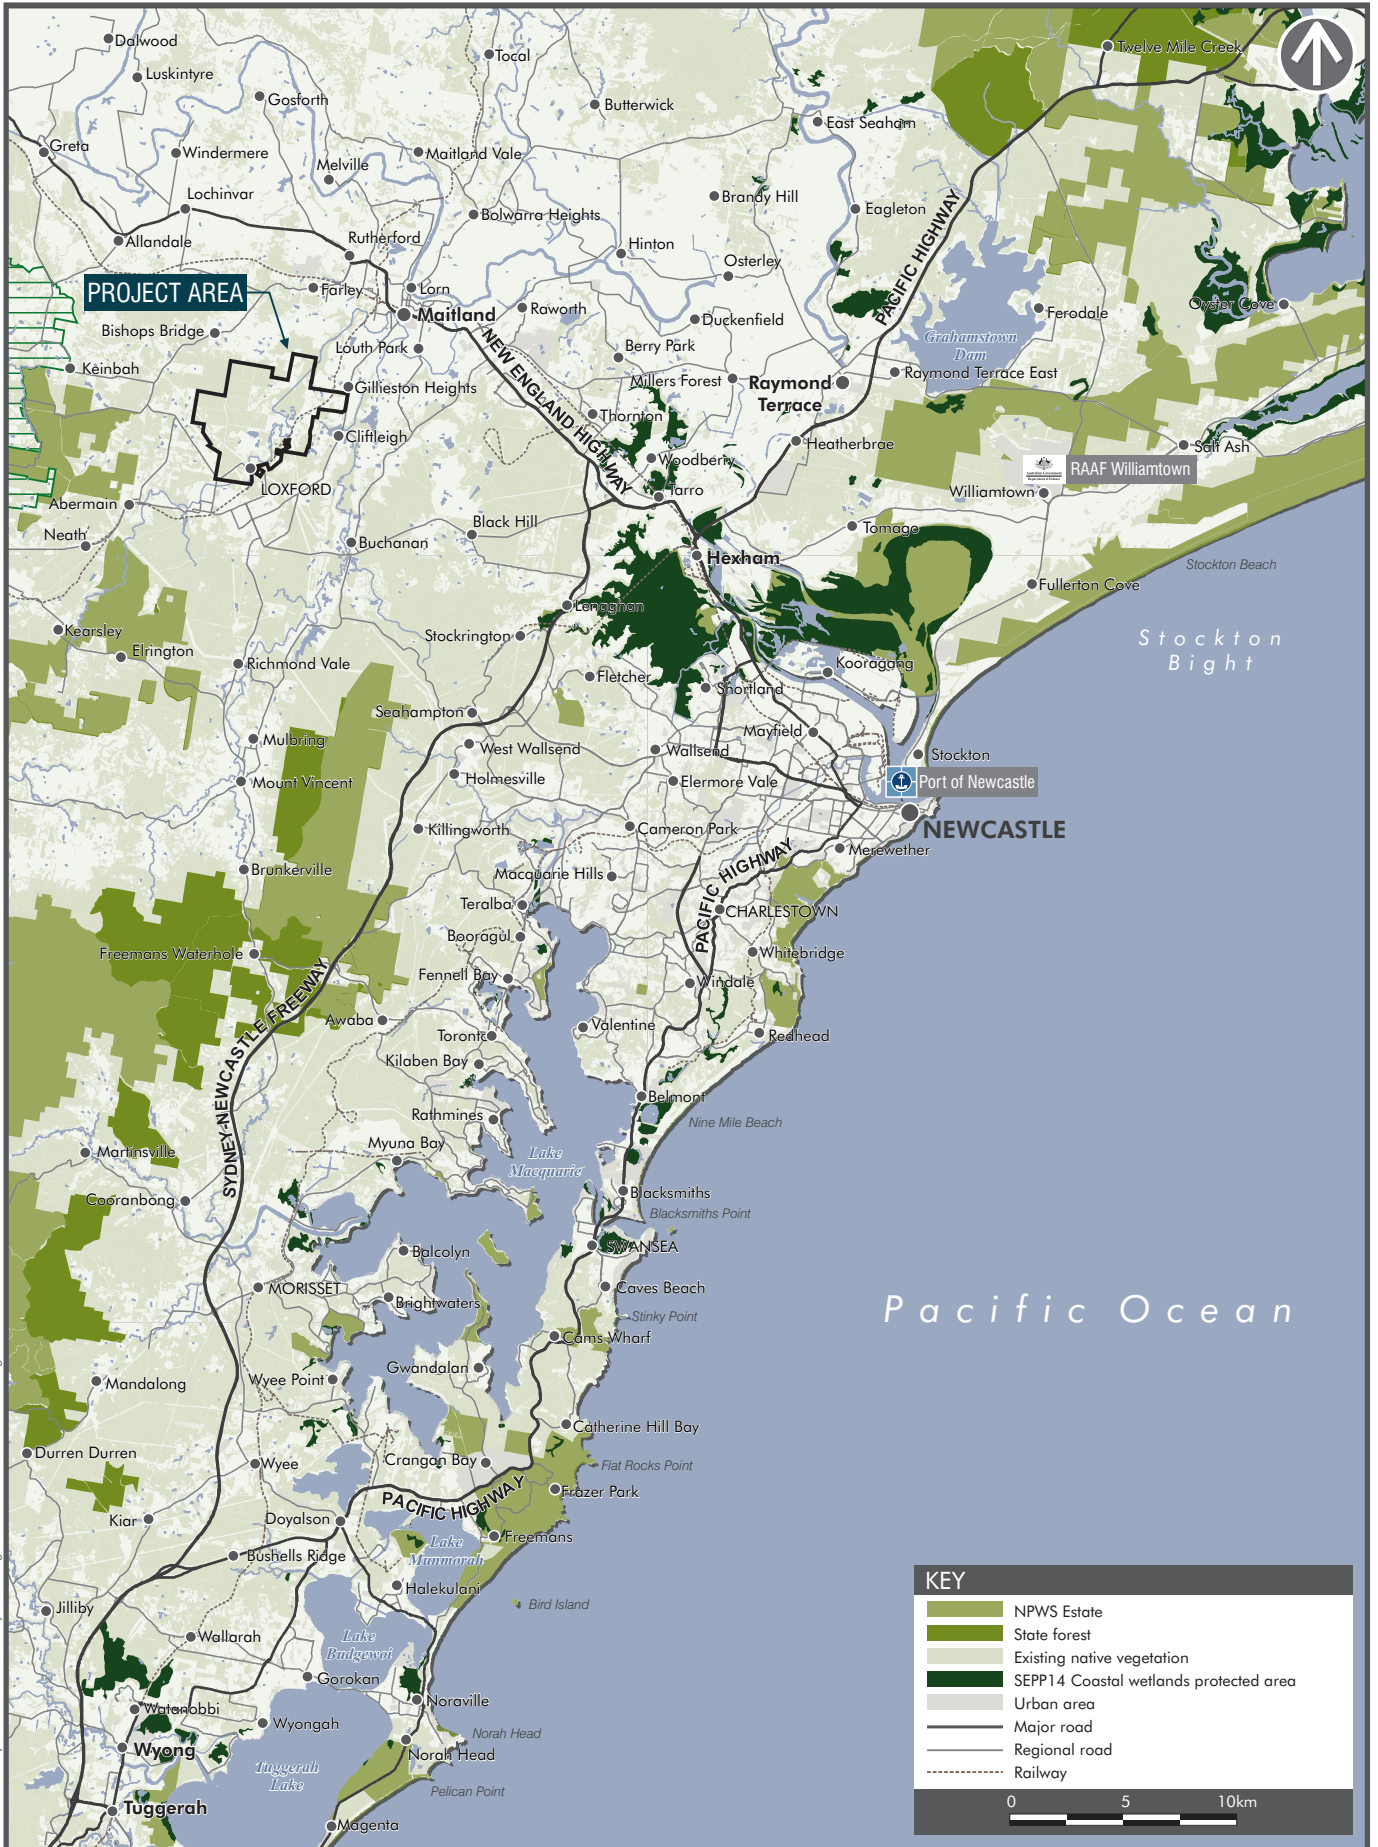 Dalwood
Luskintyre
Tocal
Twelve Mile Creek
Gosforth
Butterwick
East Seaham
Greta
Windermere
Melville
Maitland Vale
Lochinvar
Brandy Hill
Eagleton
PACIFIC HIGHWAY
Bolwarra Heights
Allandale
Rutherford
Hinton
Osterley
PROJECT AREA
Farley
Lorn
Maitland
Raworth
Duckenfield
Ferodale
Oyster Cove
Bishops Bridge
Louth Park
NEW ENGLAND HIGHWAY
Berry Park
Grahamstown
Dam
Keinbah
Gillieston Heights
Millers Forest
Raymond
Terrace
Raymond Terrace East
Thornton
Cliftleigh
Heatherbrae
Salt Ash
Woodberry
Australian Government
Department of Defence
RAAF Williamtown
LOXFORD
Tarro
Williamtown
Abermain
Neath
Black Hill
Buchanan
Tomago
Hexham
Stockton Beach
Fullerton Cove
Lenaghan
Kearsley
Stockrington
Stockton
Bight
Elrington
Richmond Vale
Kooragang
Fletcher
Shortland
Seahampton
Mulbring
West Wallsend
Wallsend
Mayfield
Stockton
Mount Vincent
Holmesville
Elermore Vale
Port of Newcastle
Killingworth
Cameron Park
NEWCASTLE
Merewether
PACIFIC HIGHWAY
Brunkerville
Macquarie Hills
Teralba
CHARLESTOWN
Booragul
Freemans Waterhole
Whitebridge
Fennell Bay
Windale
SYDNEY-NEWCASTLE FREEWAY
Awaba
Toronto
Valentine
Redhead
Kilaben Bay
Belmont
Rathmines
Nine Mile Beach
Myuna Bay
Martinsville
Lake
Macquarie
Cooranbong
Blacksmiths
Blacksmiths Point
Balcolyn
SWANSEA
MORISSET
Caves Beach
Brightwaters
Stinky Point
Pacific Ocean
Cams Wharf
Gwandalan
Mandalong
Wyee Point
Catherine Hill Bay
Durren Durren
Wyee
Crangan Bay
Flat Rocks Point
PACIFIC HIGHWAY
Frazer Park
Kiar
Doyalson
Freemans
Lake
Munmorah
Bushells Ridge
Halekulani
Bird Island
Jilliby
Wallarah
Lake
Budgewoi
Gorokan
Noraville
Watanobbi
Wyongah
Norah Head
Wyong
Norah Head
Tuggerah
Lake
Pelican Point
Tuggerah
Magenta
KEY
NPWS Estate
State forest
Existing native vegetation
SEPP14 Coastal wetlands protected area
Urban area
Major road
Regional road
Railway
0 5 10km